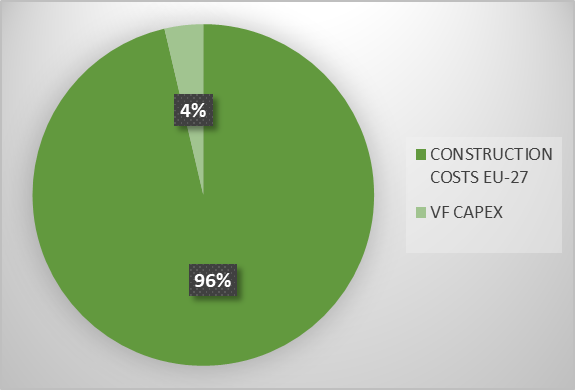 4%
96%
CONSTRUCTION
COSTS EU-27
VF CAPEX